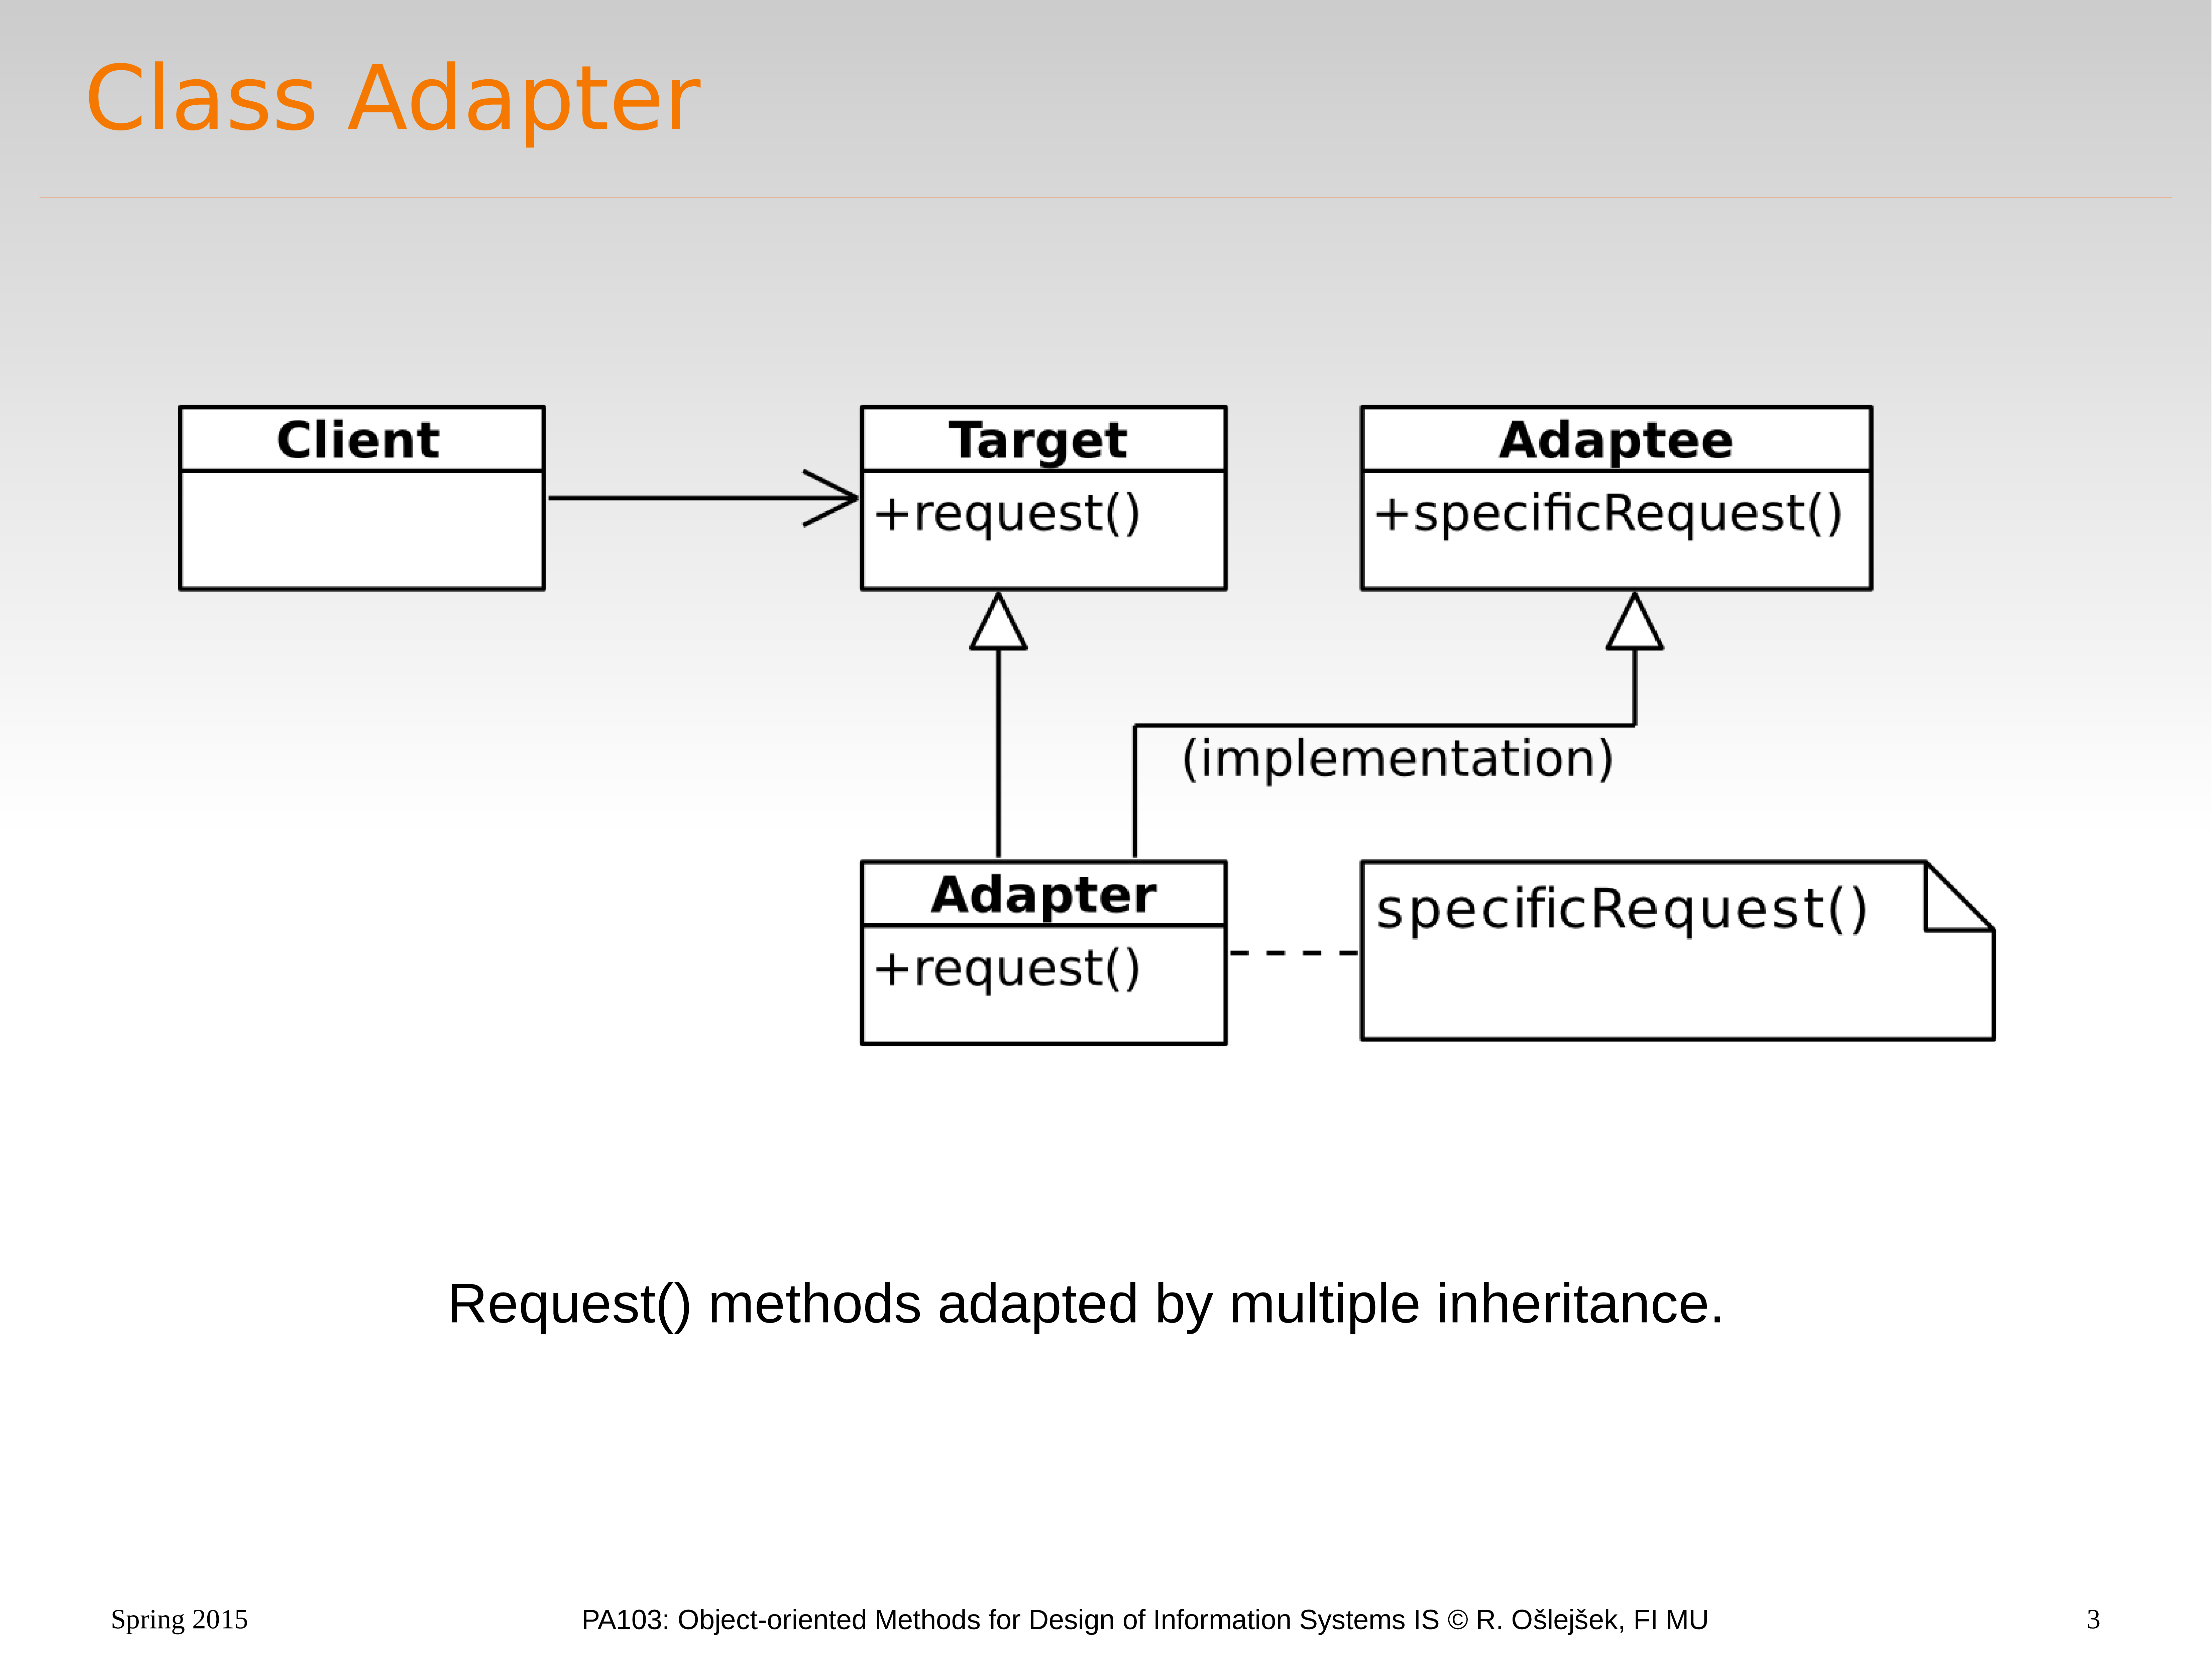 Class Adapter
Client
Target
Adaptee
+request()
+specificRequest()
(implementation)
Adapter
+request()
specificRequest()
Request() methods adapted by multiple inheritance.
Spring 2015
PA103: Object-oriented Methods for Design of Information Systems IS © R. Ošlejšek, FI MU
3